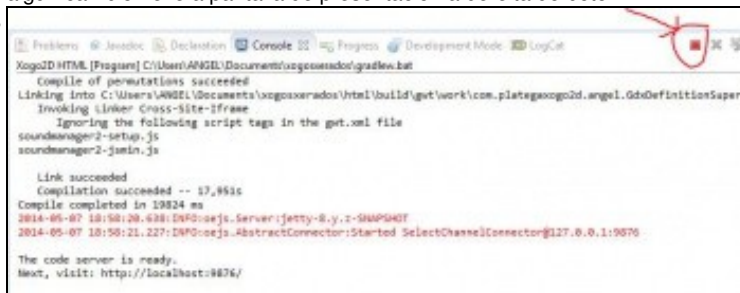 Problems @ Javadoc Declaration Console Progress Development Mode LogCat
Xogo2D HTML [Program] C:\Users\ANGEL\Documents\xogosxerados\gradlew.bat
Compile of permutations succeeded
Linking into C:\Users\ANGEL\Documents\xogosxerados\html\build\gwt\work\com.plategaxogo2d.angel.GdxDefinitionSuper
Invoking Linker Cross-Site-Iframe
Ignoring the following script tags in the gwt.xml file
soundmanager2-setup.js
soundmanager2-jsmin.js
Link succeeded
Compilation succeeded -- 17,951s
Compile completed in 19824 ms
2014-05-07 18:58:20.638:INFO:oejs.Server:jetty-8.y.z-SNAPSHOT
2014-05-07 18:58:21.227:INFO:oejs.AbstractConnector:Started SelectChannelConnector@127.0.0.1:9876
The code server is ready.
Next, visit: http://localhost:9876/